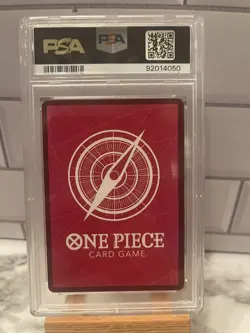 PSA
PSA
92014050
ONE PIECE
CARD GAME